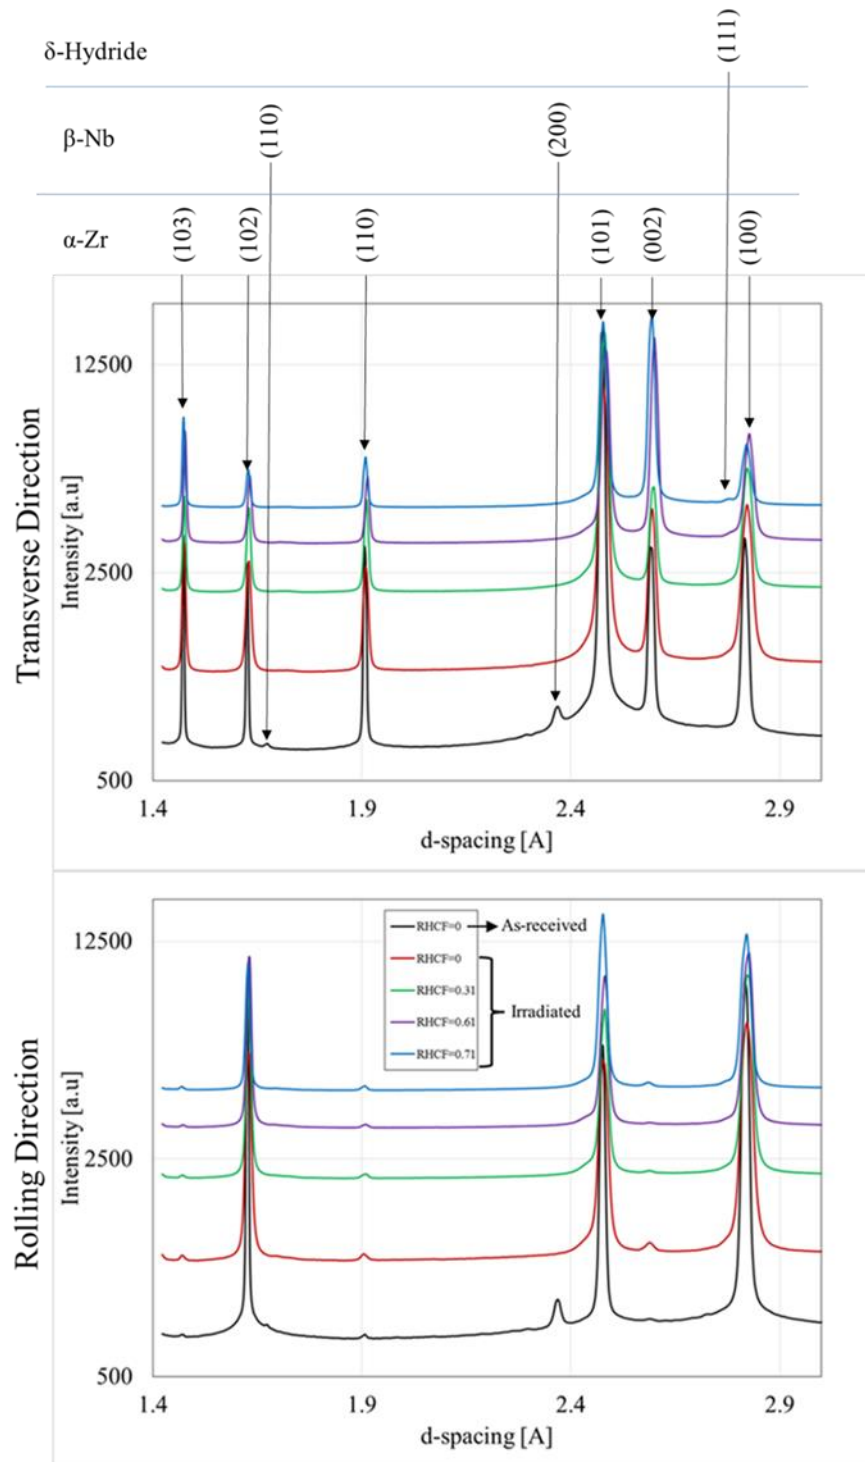 δ-Hydride
(111)
β-Nb
(110)
(200)
α-Zr
(103)
(102)
(110)
(101)
(002)
(100)
Transverse Direction
Intensity [a.u]
12500
2500
500
1.4
1.9
2.4
2.9
d-spacing [A]
Rolling Direction
Intensity [a.u]
12500
2500
500
RHCF=0
As-received
RHCF=0
RHCF=0.31
RHCF=0.61
RHCF=0.71
Irradiated
1.4
1.9
2.4
2.9
d-spacing [A]